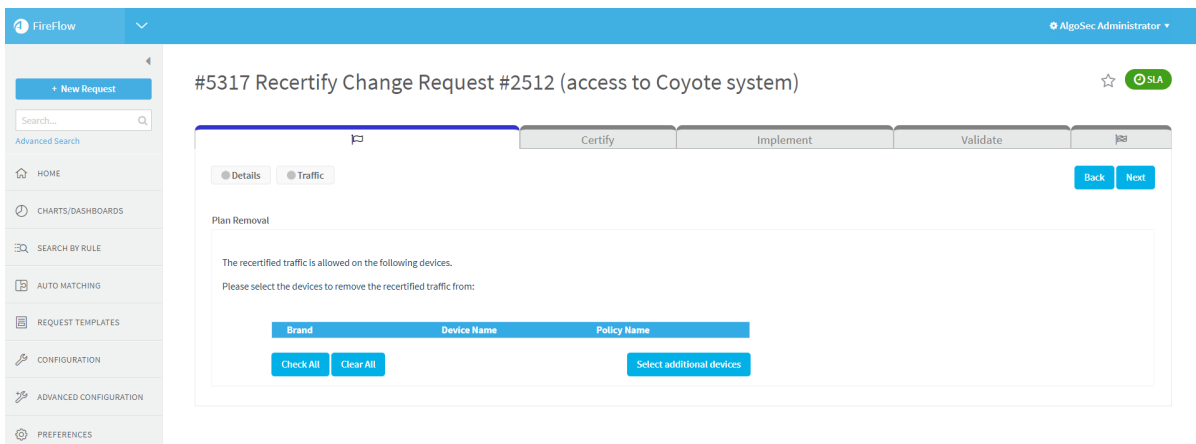 FireFlow
AlgoSec Administrator
+ New Request
Search...
Advanced Search
HOME
CHARTS/DASHBOARDS
SEARCH BY RULE
AUTO MATCHING
REQUEST TEMPLATES
CONFIGURATION
ADVANCED CONFIGURATION
PREFERENCES
#5317 Recertify Change Request #2512 (access to Coyote system)
SLA
Certify Implement Validate
Details Traffic
Back Next
Plan Removal
The recertified traffic is allowed on the following devices.
Please select the devices to remove the recertified traffic from:
Brand Device Name Policy Name
Check All Clear All Select additional devices